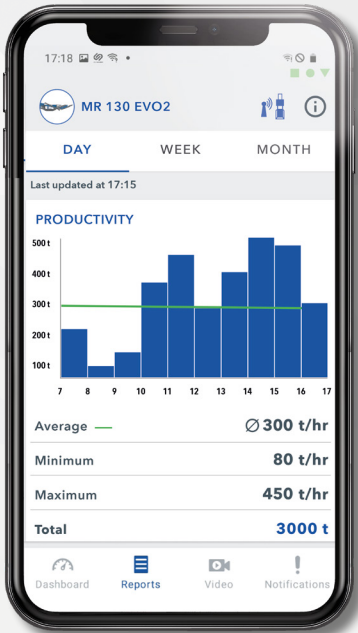 17:18
MR 130 EVO2
DAY WEEK MONTH
Last updated at 17:15
PRODUCTIVITY
500 t
400 t
300 t
200 t
100 t
7 8 9 10 11 12 13 14 15 16 17
Average ∅ 300 t/hr
Minimum 80 t/hr
Maximum 450 t/hr
Total 3000 t
Dashboard Reports Video Notifications